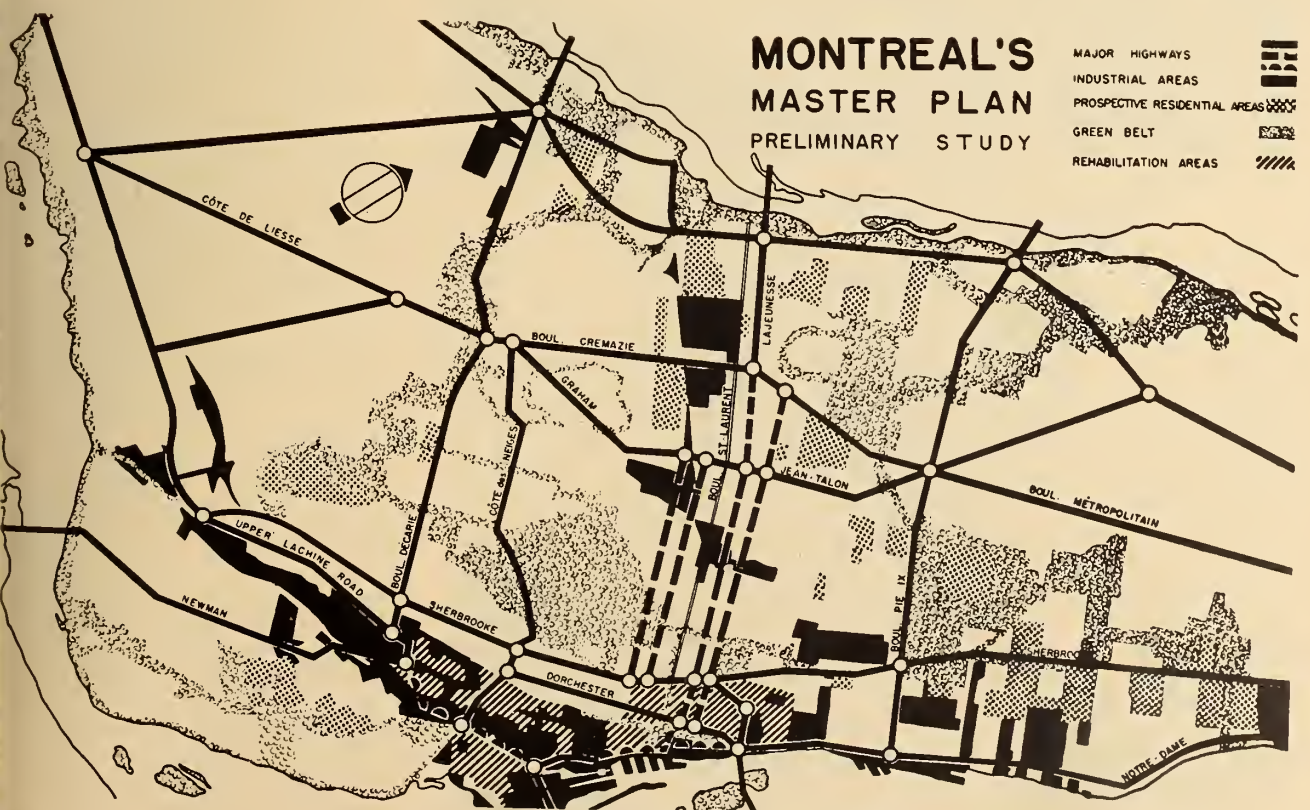 MONTREAL'S
MASTER PLAN
PRELIMINARY STUDY
MAJOR HIGHWAYS
INDUSTRIAL AREAS
PROSPECTIVE RESIDENTIAL AREAS
GREEN BELT
REHABILITATION AREAS
CÔTE DE LIESSE
LAJEUNESSE
BOUL. CREMAZIE
GRAHAM
BOUL. ST-LAURENT
CÔTE des NEIGES
JEAN-TALON
BOUL. MÉTROPOLITAIN
UPPER LACHINE ROAD
BOUL. DÉCARIE
NEWMAN
SHERBROOKE
BOUL. PIE IX
DORCHESTER
NOTRE-DAME